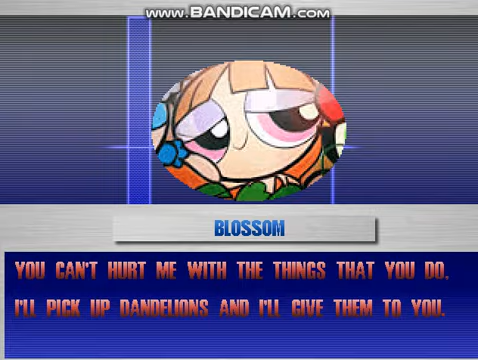 www.BANDICAM.com
BLOSSOM
YOU CAN'T HURT ME WITH THE THINGS THAT YOU DO.
I'LL PICK UP DANDELIONS AND I'LL GIVE THEM TO YOU.